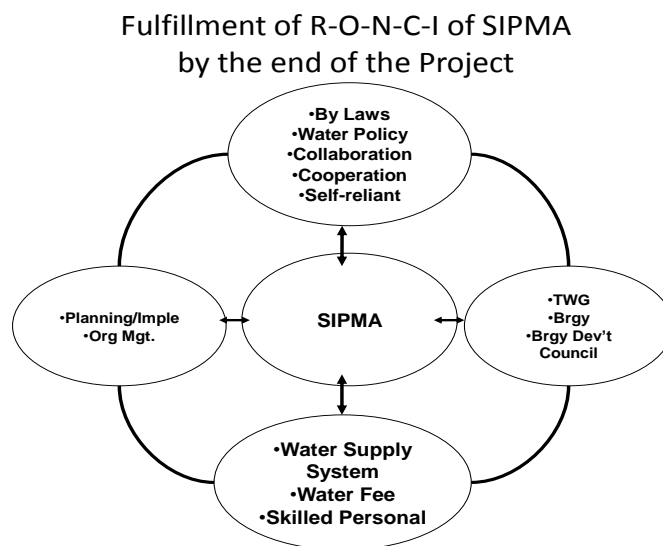 Fulfillment of R-O-N-C-I of SIPMA
by the end of the Project
•By Laws
•Water Policy
•Collaboration
•Cooperation
•Self-reliant
•Planning/Imple
•Org Mgt.
SIPMA
•TWG
•Brgy
•Brgy Dev't
Council
•Water Supply
System
•Water Fee
•Skilled Personal